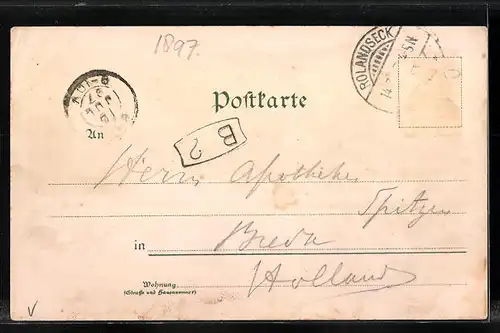 1897.
ROLANDSECK
Postkarte
B 2
An
Herrn Apotheker
Spitzen
in Breda
Holland
Wohnung
(Straße und Hausnummer)